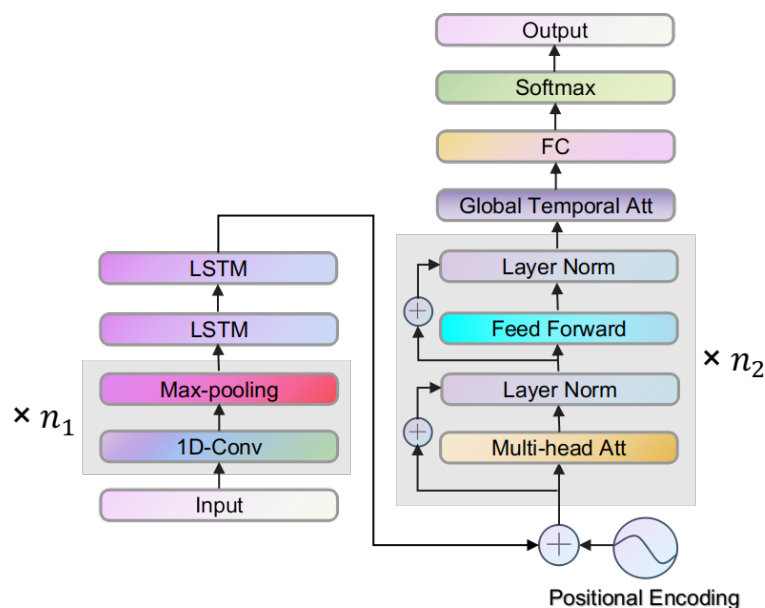 Output
Softmax
FC
Global Temporal Att
Layer Norm
Feed Forward
Layer Norm
Multi-head Att
× n₂
LSTM
LSTM
Max-pooling
1D-Conv
× n₁
Input
Positional Encoding